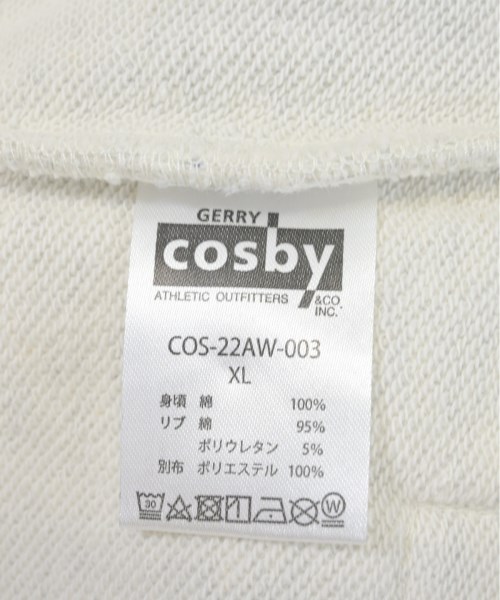 GERRY
cosby
ATHLETIC OUTFITTERS &CO. INC.
COS-22AW-003
XL
身頃 綿 100%
リブ 綿 95%
ポリウレタン 5%
別布 ポリエステル 100%
30 W